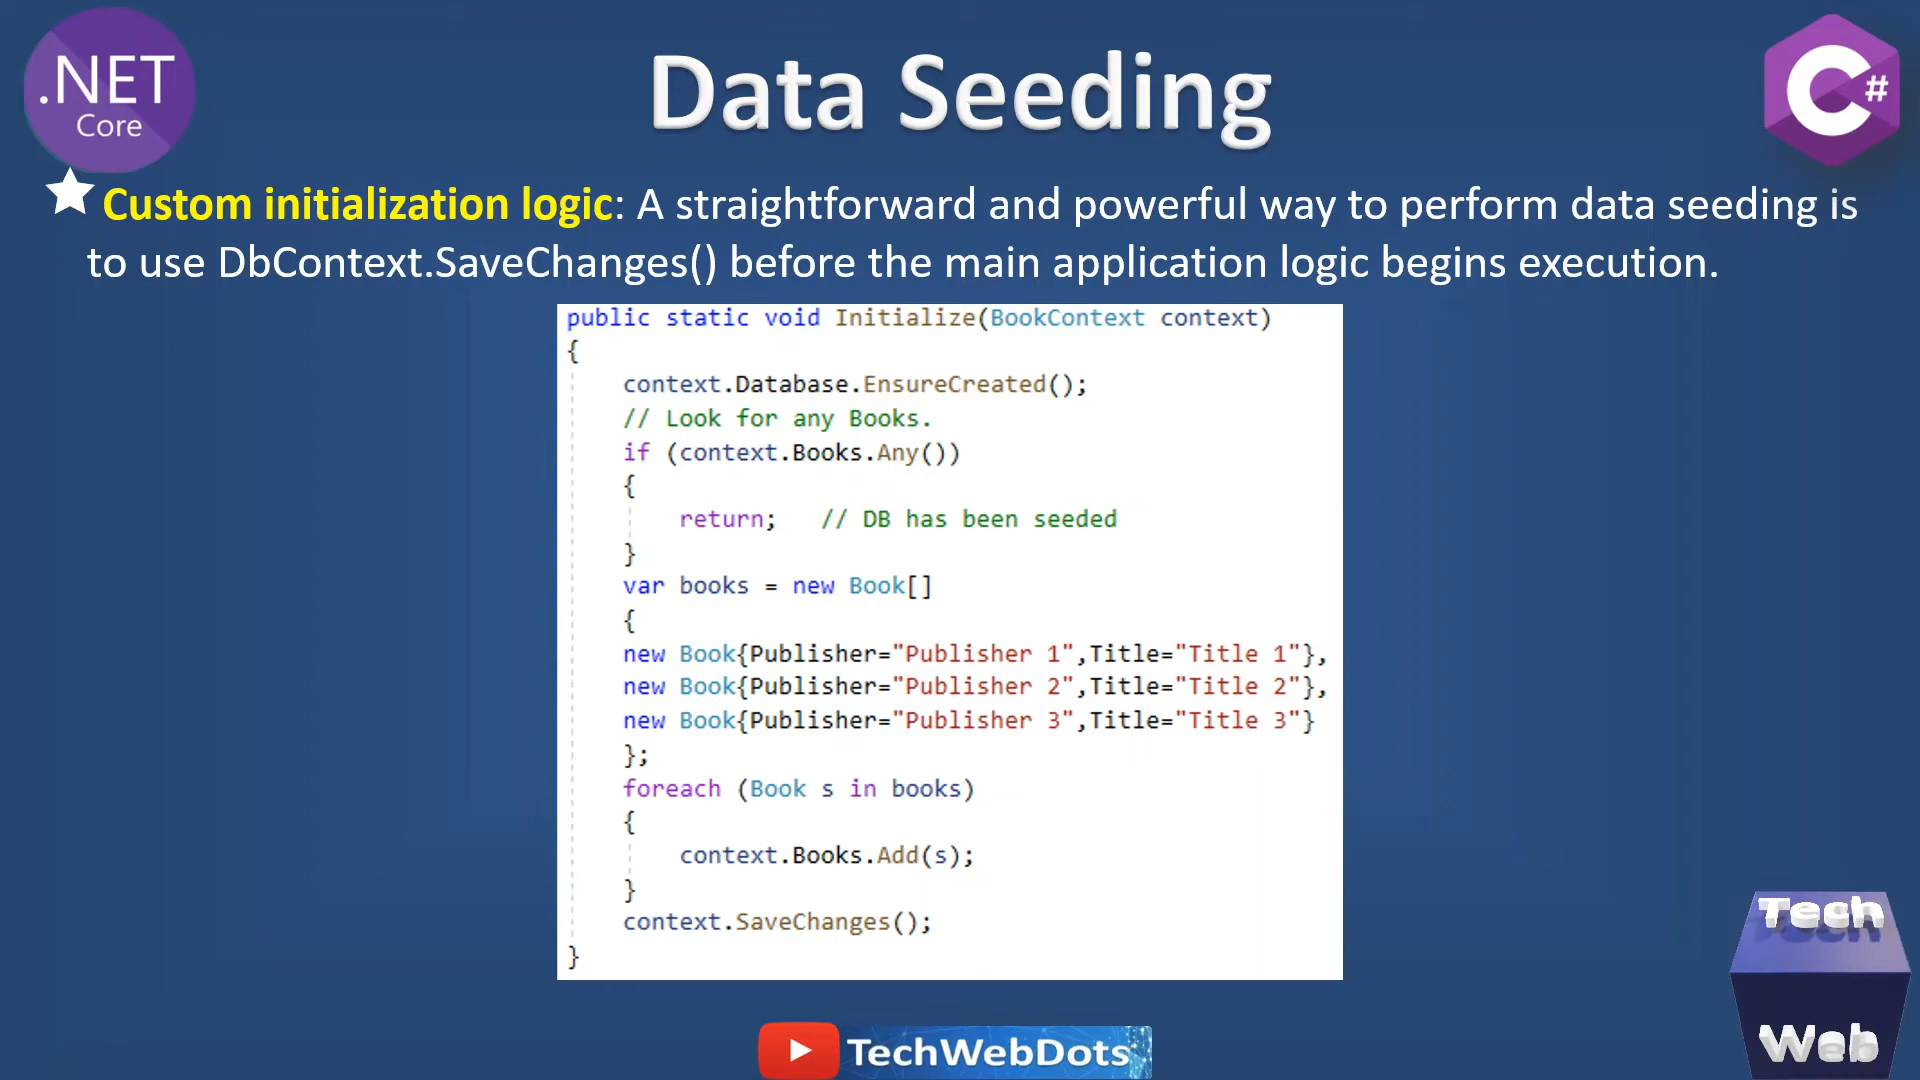 .NET
Core
Data Seeding
C#
Custom initialization logic: A straightforward and powerful way to perform data seeding is
to use DbContext.SaveChanges() before the main application logic begins execution.
public static void Initialize(BookContext context)
{
context.Database.EnsureCreated();
// Look for any Books.
if (context.Books.Any())
{
return;   // DB has been seeded
}
var books = new Book[]
{
new Book{Publisher="Publisher 1",Title="Title 1"},
new Book{Publisher="Publisher 2",Title="Title 2"},
new Book{Publisher="Publisher 3",Title="Title 3"}
};
foreach (Book s in books)
{
context.Books.Add(s);
}
context.SaveChanges();
}
Tech
Web
TechWebDots